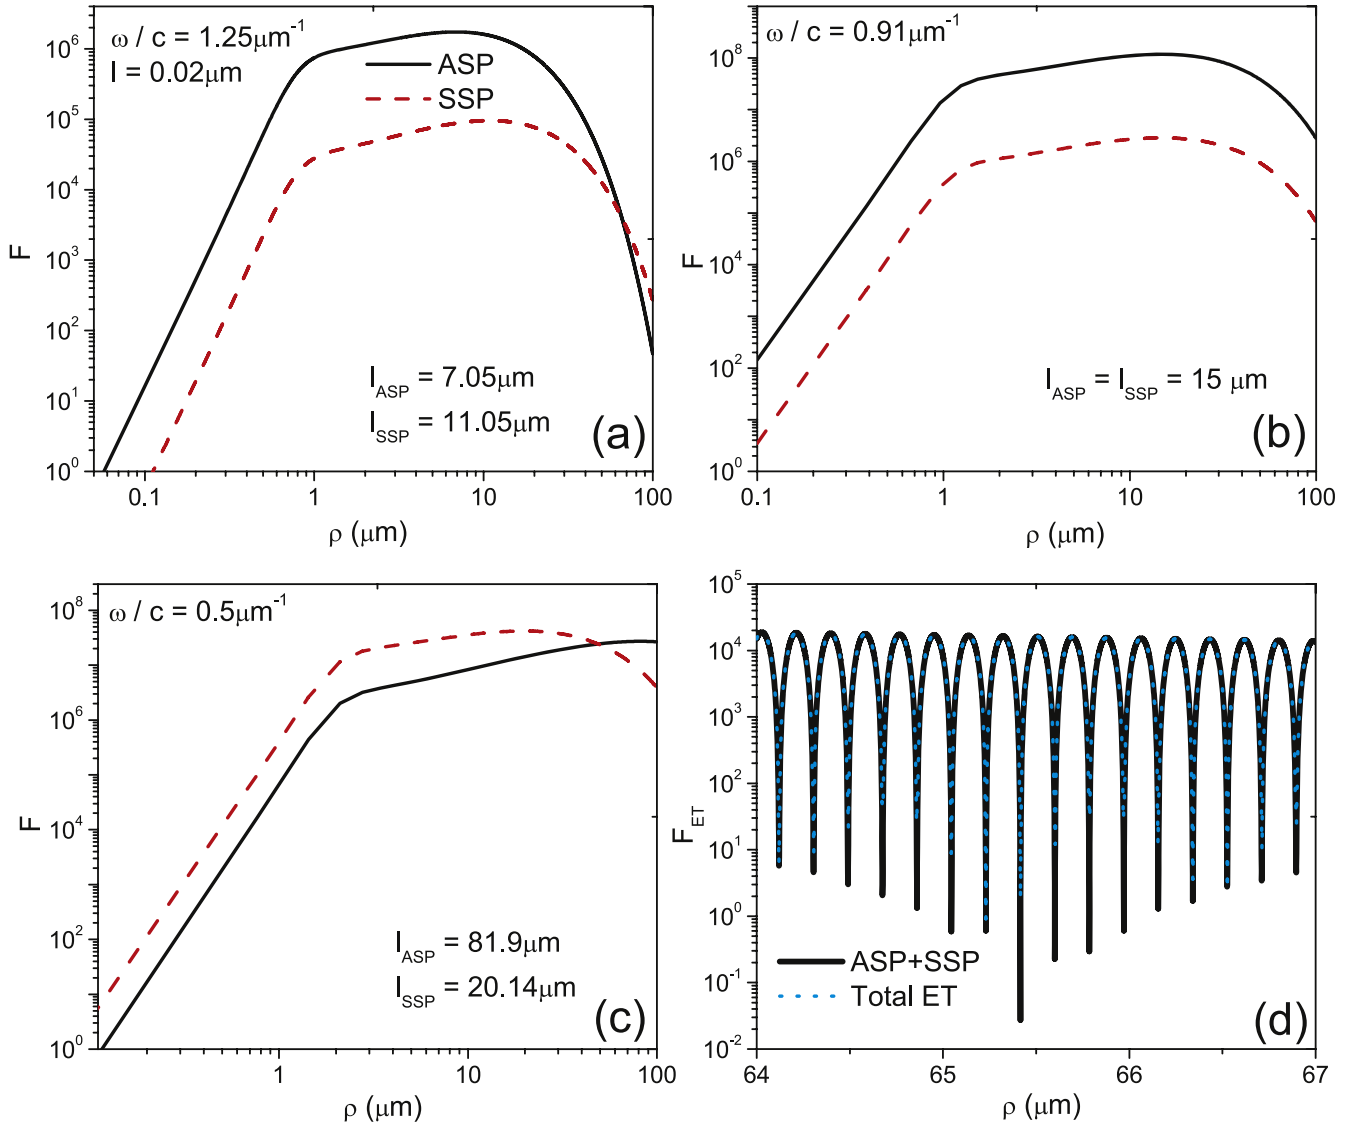 ω / c = 1.25μm⁻¹
l = 0.02μm
ASP
SSP
10⁶
10⁵
10⁴
10³
10²
10¹
10⁰
F
l_ASP = 7.05μm
l_SSP = 11.05μm
(a)
0.1 1 10 100
ρ (μm)
ω / c = 0.91μm⁻¹
10⁸
10⁶
10⁴
10²
10⁰
F
l_ASP = l_SSP = 15 μm
(b)
0.1 1 10 100
ρ (μm)
ω / c = 0.5μm⁻¹
10⁸
10⁶
10⁴
10²
10⁰
F
l_ASP = 81.9μm
l_SSP = 20.14μm
(c)
1 10 100
ρ (μm)
10⁵
10⁴
10³
10²
10¹
10⁰
10⁻¹
10⁻²
F_ET
ASP+SSP
Total ET
(d)
64 65 66 67
ρ (μm)